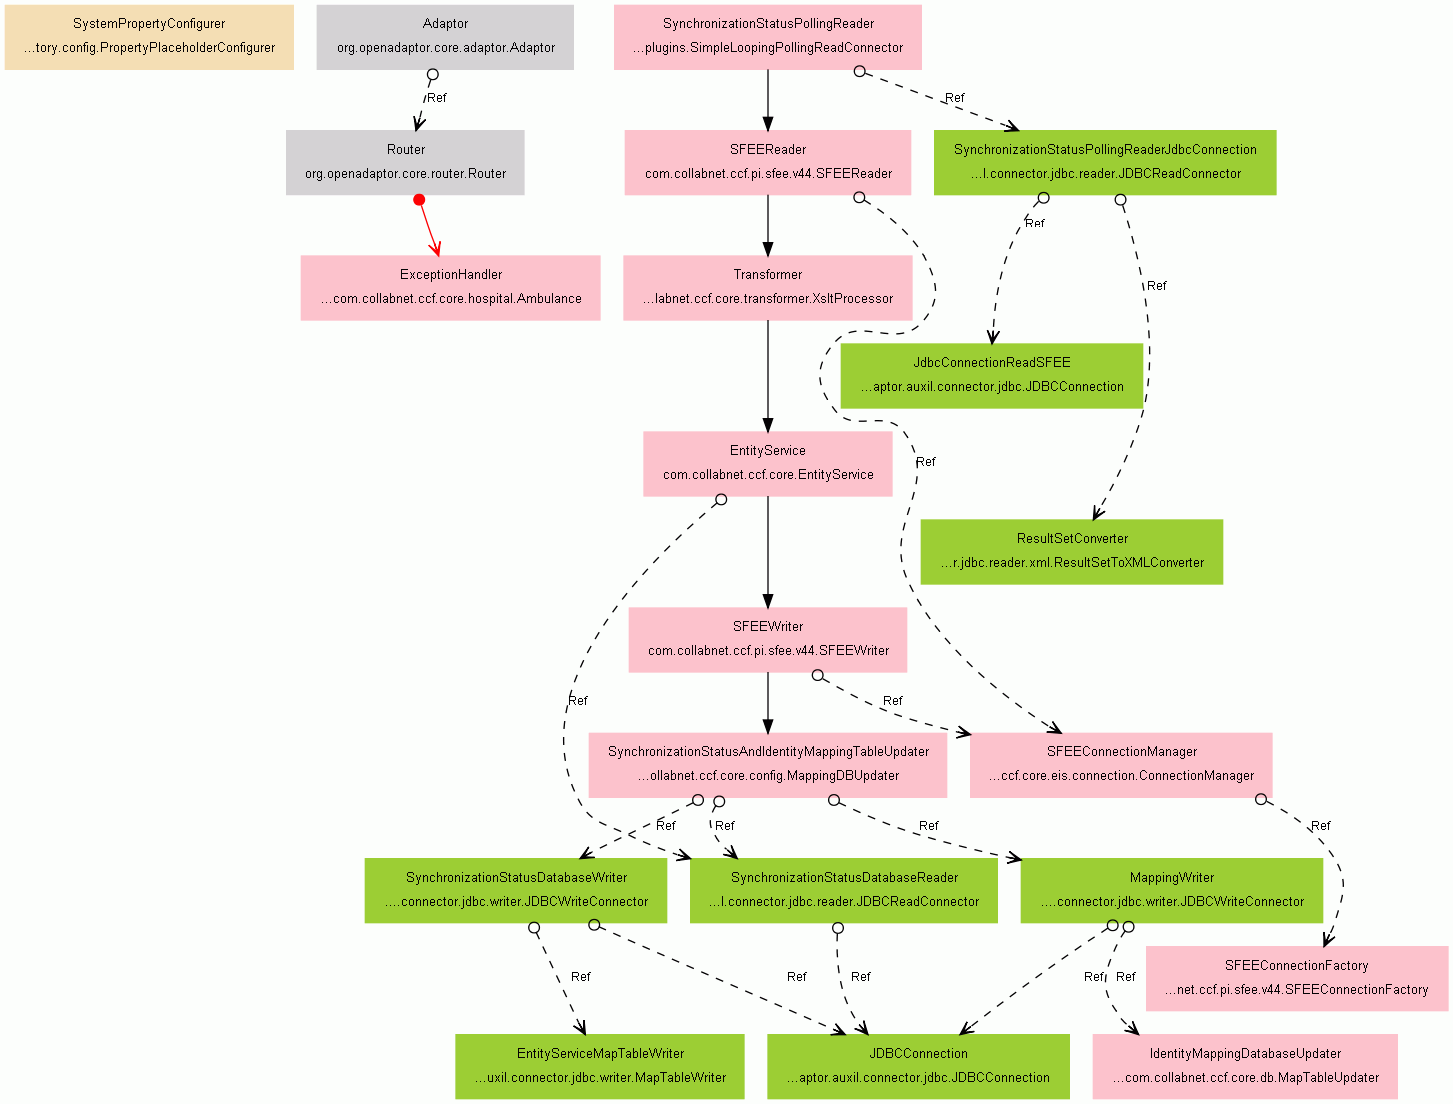 SystemPropertyConfigurer
...tory.config.PropertyPlaceholderConfigurer
Adaptor
org.openadaptor.core.adaptor.Adaptor
SynchronizationStatusPollingReader
...plugins.SimpleLoopingPollingReadConnector
Ref
Ref
Router
org.openadaptor.core.router.Router
SFEEReader
com.collabnet.ccf.pi.sfee.v44.SFEEReader
SynchronizationStatusPollingReaderJdbcConnection
...l.connector.jdbc.reader.JDBCReadConnector
Ref
ExceptionHandler
...com.collabnet.ccf.core.hospital.Ambulance
Transformer
...labnet.ccf.core.transformer.XsltProcessor
Ref
JdbcConnectionReadSFEE
...aptor.auxil.connector.jdbc.JDBCConnection
EntityService
com.collabnet.ccf.core.EntityService
Ref
ResultSetConverter
...r.jdbc.reader.xml.ResultSetToXMLConverter
SFEEWriter
com.collabnet.ccf.pi.sfee.v44.SFEEWriter
Ref
Ref
SynchronizationStatusAndIdentityMappingTableUpdater
...ollabnet.ccf.core.config.MappingDBUpdater
SFEEConnectionManager
...ccf.core.eis.connection.ConnectionManager
Ref
Ref
Ref
Ref
SynchronizationStatusDatabaseWriter
....connector.jdbc.writer.JDBCWriteConnector
SynchronizationStatusDatabaseReader
...l.connector.jdbc.reader.JDBCReadConnector
MappingWriter
....connector.jdbc.writer.JDBCWriteConnector
Ref
Ref
Ref
Ref
Ref
SFEEConnectionFactory
...net.ccf.pi.sfee.v44.SFEEConnectionFactory
EntityServiceMapTableWriter
...uxil.connector.jdbc.writer.MapTableWriter
JDBCConnection
...aptor.auxil.connector.jdbc.JDBCConnection
IdentityMappingDatabaseUpdater
...com.collabnet.ccf.core.db.MapTableUpdater